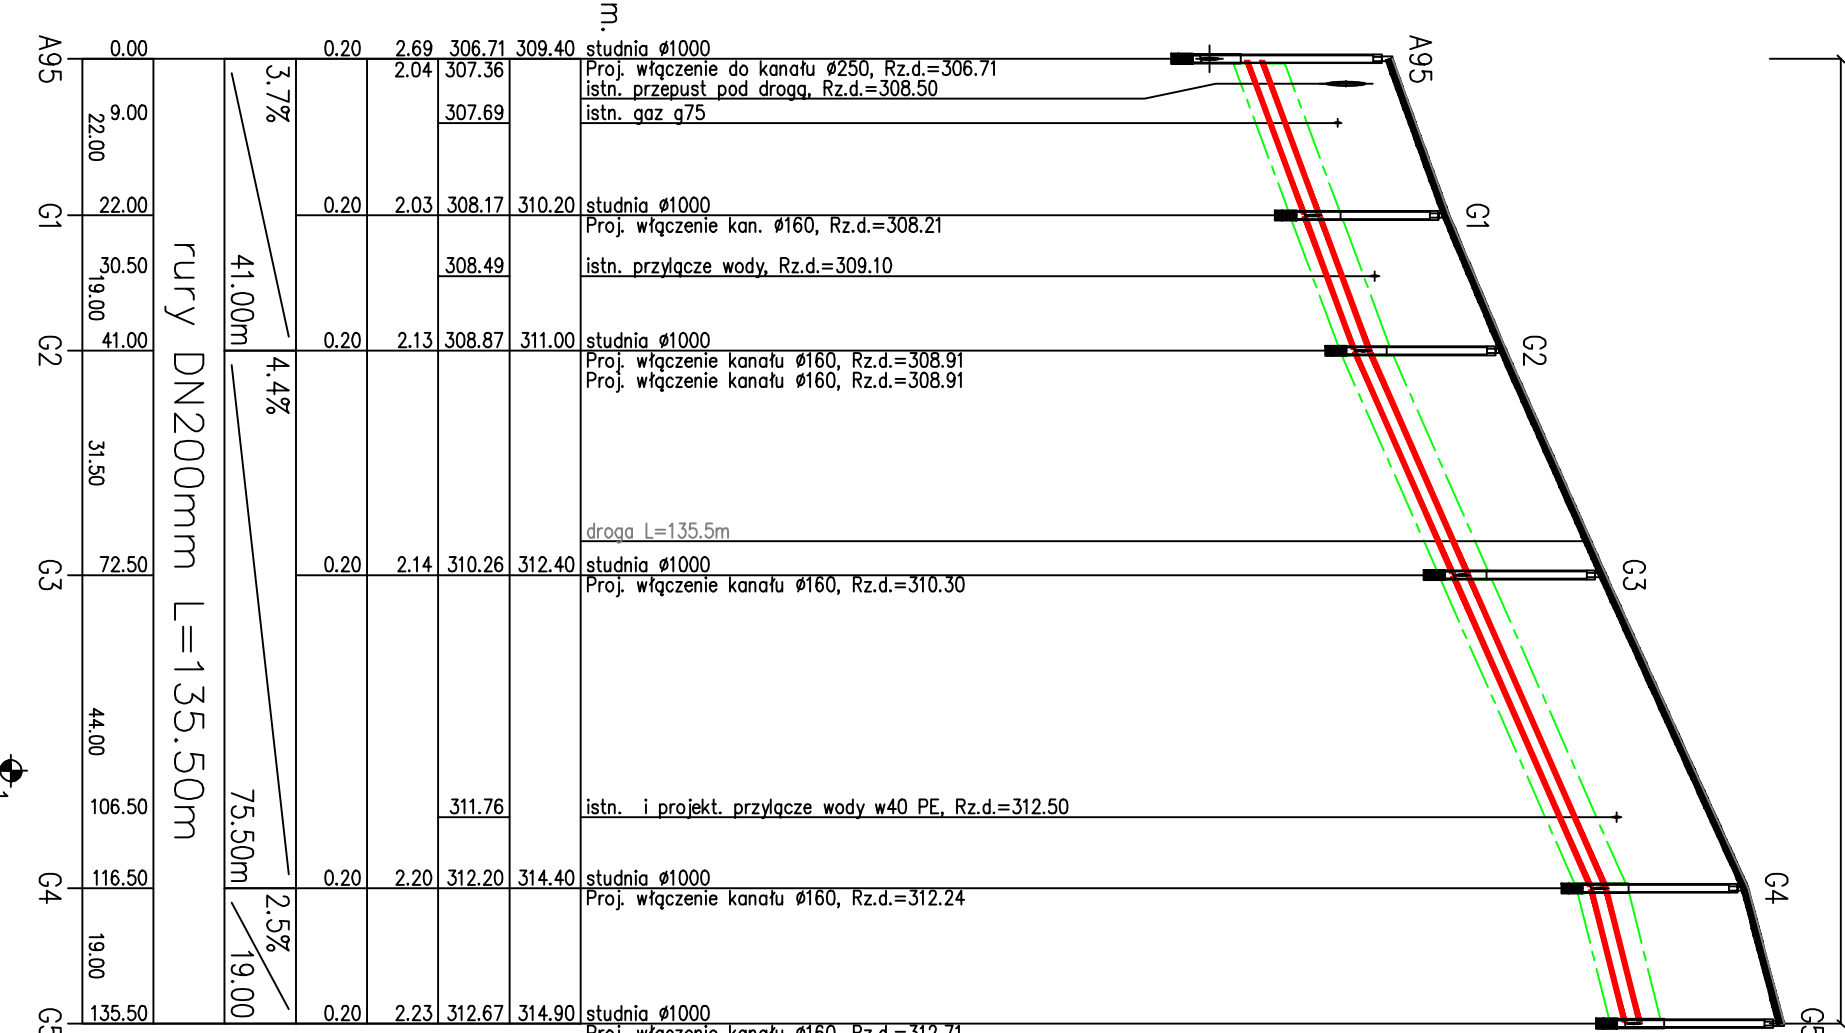 m.
A95 0.00 0.20 2.69 306.71 309.40 studnia ø1000
2.04 307.36 Proj. włączenie do kanału ø250, Rz.d.=306.71
istn. przepust pod drogą, Rz.d.=308.50
9.00 307.69 istn. gaz g75
22.00
3.7%
A95
G1 22.00 0.20 2.03 308.17 310.20 studnia ø1000
Proj. włączenie kan. ø160, Rz.d.=308.21
G1
30.50 308.49 istn. przyłącze wody, Rz.d.=309.10
19.00
41.00m
G2 41.00 0.20 2.13 308.87 311.00 studnia ø1000
Proj. włączenie kanału ø160, Rz.d.=308.91
Proj. włączenie kanału ø160, Rz.d.=308.91
G2
4.4%
31.50
droga L=135.5m
G3 72.50 0.20 2.14 310.26 312.40 studnia ø1000
Proj. włączenie kanału ø160, Rz.d.=310.30
G3
rury DN200mm L=135.50m
44.00
106.50 311.76 istn. i projekt. przyłącze wody w40 PE, Rz.d.=312.50
75.50m
G4 116.50 0.20 2.20 312.20 314.40 studnia ø1000
Proj. włączenie kanału ø160, Rz.d.=312.24
G4
2.5%
19.00
19.00
G5 135.50 0.20 2.23 312.67 314.90 studnia ø1000
Proj. włączenie kanału ø160, Rz.d.=312.71
G5